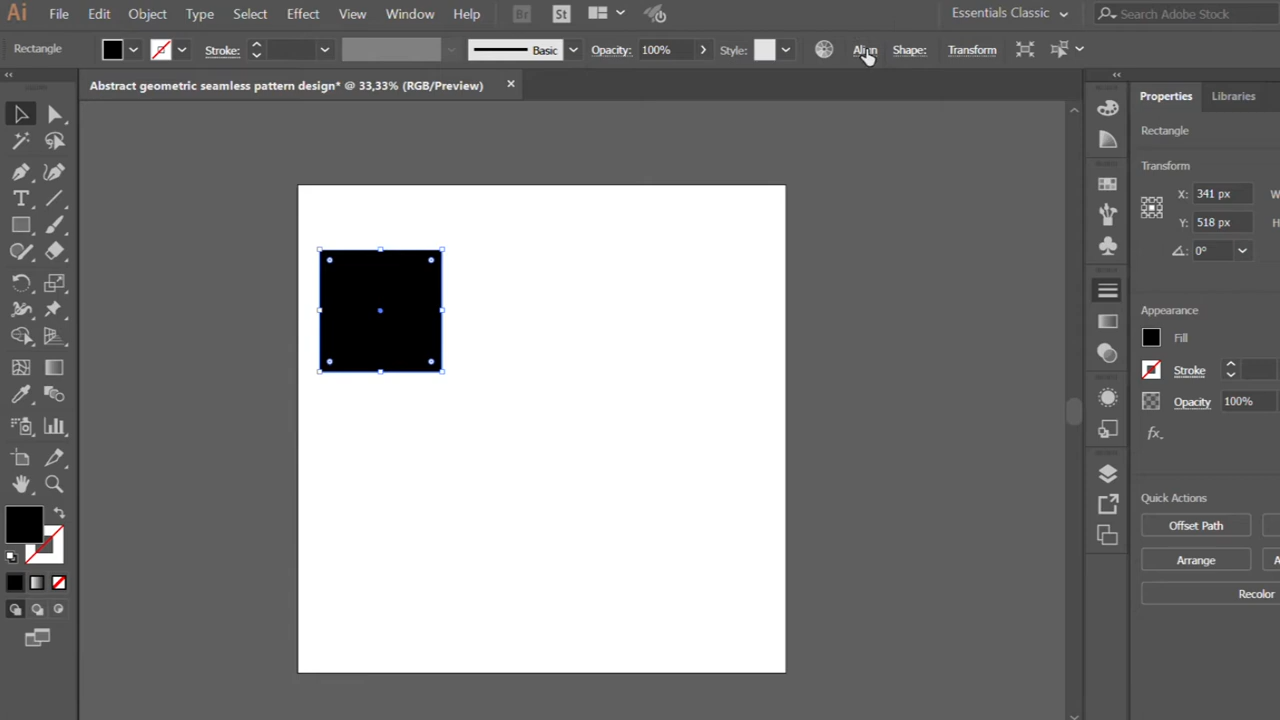 Ai File Edit Object Type Select Effect View Window Help Br St Essentials Classic Search Adobe Stock
Rectangle Stroke: Basic Opacity: 100% Style: Align Shape: Transform
Abstract geometric seamless pattern design* @ 33,33% (RGB/Preview) ×
Properties Libraries
Rectangle
Transform
X: 341 px W
Y: 518 px H
0°
Appearance
Fill
Stroke
Opacity 100%
fx.
Quick Actions
Offset Path
Arrange A
Recolor